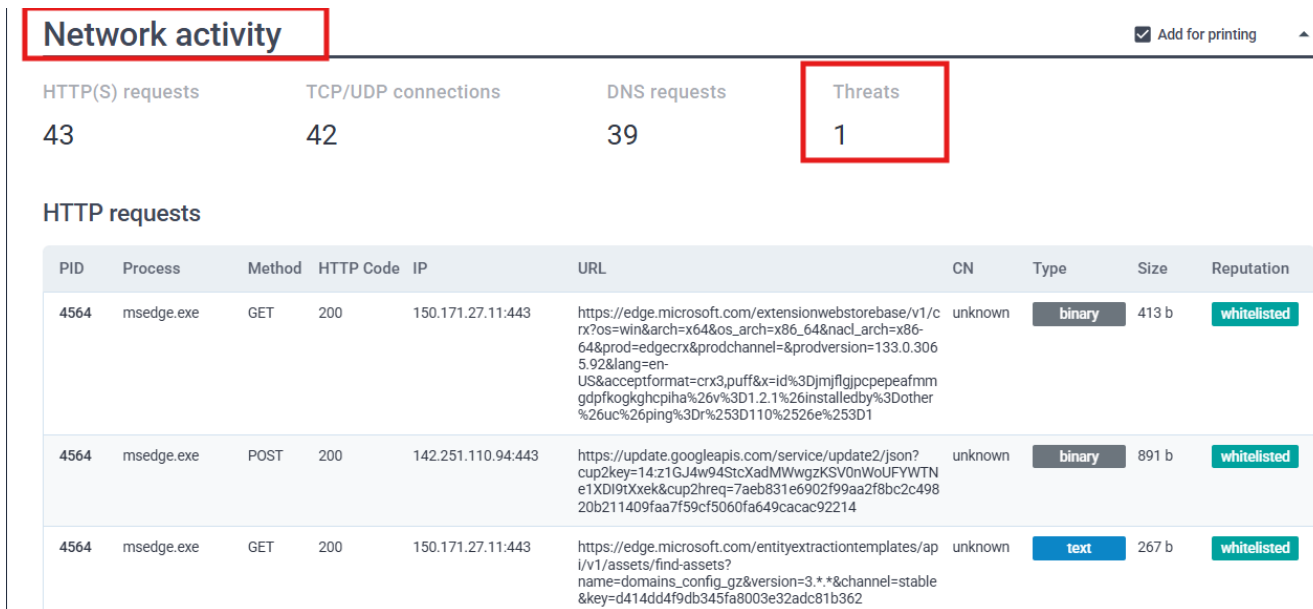 Network activity
Add for printing
HTTP(S) requests TCP/UDP connections DNS requests Threats
43 42 39 1
HTTP requests
PID Process Method HTTP Code IP URL CN Type Size Reputation
4564 msedge.exe GET 200 150.171.27.11:443 https://edge.microsoft.com/extensionwebstorebase/v1/c unknown binary 413 b whitelisted
rx?os=win&arch=x64&os_arch=x86_64&nacl_arch=x86-
64&prod=edgecrx&prodchannel=&prodversion=133.0.306
5.92&lang=en-
US&acceptformat=crx3,puff&x=id%3Djmjflgjpcpepeafmm
gdpfkogkghcpiha%26v%3D1.2.1%26installedby%3Dother
%26uc%26ping%3Dr%253D110%2526e%253D1
4564 msedge.exe POST 200 142.251.110.94:443 https://update.googleapis.com/service/update2/json? unknown binary 891 b whitelisted
cup2key=14:z1GJ4w94StcXadMWwgzKSV0nWoUFYWTN
e1XDI9tXxek&cup2hreq=7aeb831e6902f99aa2f8bc2c498
20b211409faa7f59cf5060fa649cacac92214
4564 msedge.exe GET 200 150.171.27.11:443 https://edge.microsoft.com/entityextractiontemplates/ap unknown text 267 b whitelisted
i/v1/assets/find-assets?
name=domains_config_gz&version=3.*.*&channel=stable
&key=d414dd4f9db345fa8003e32adc81b362